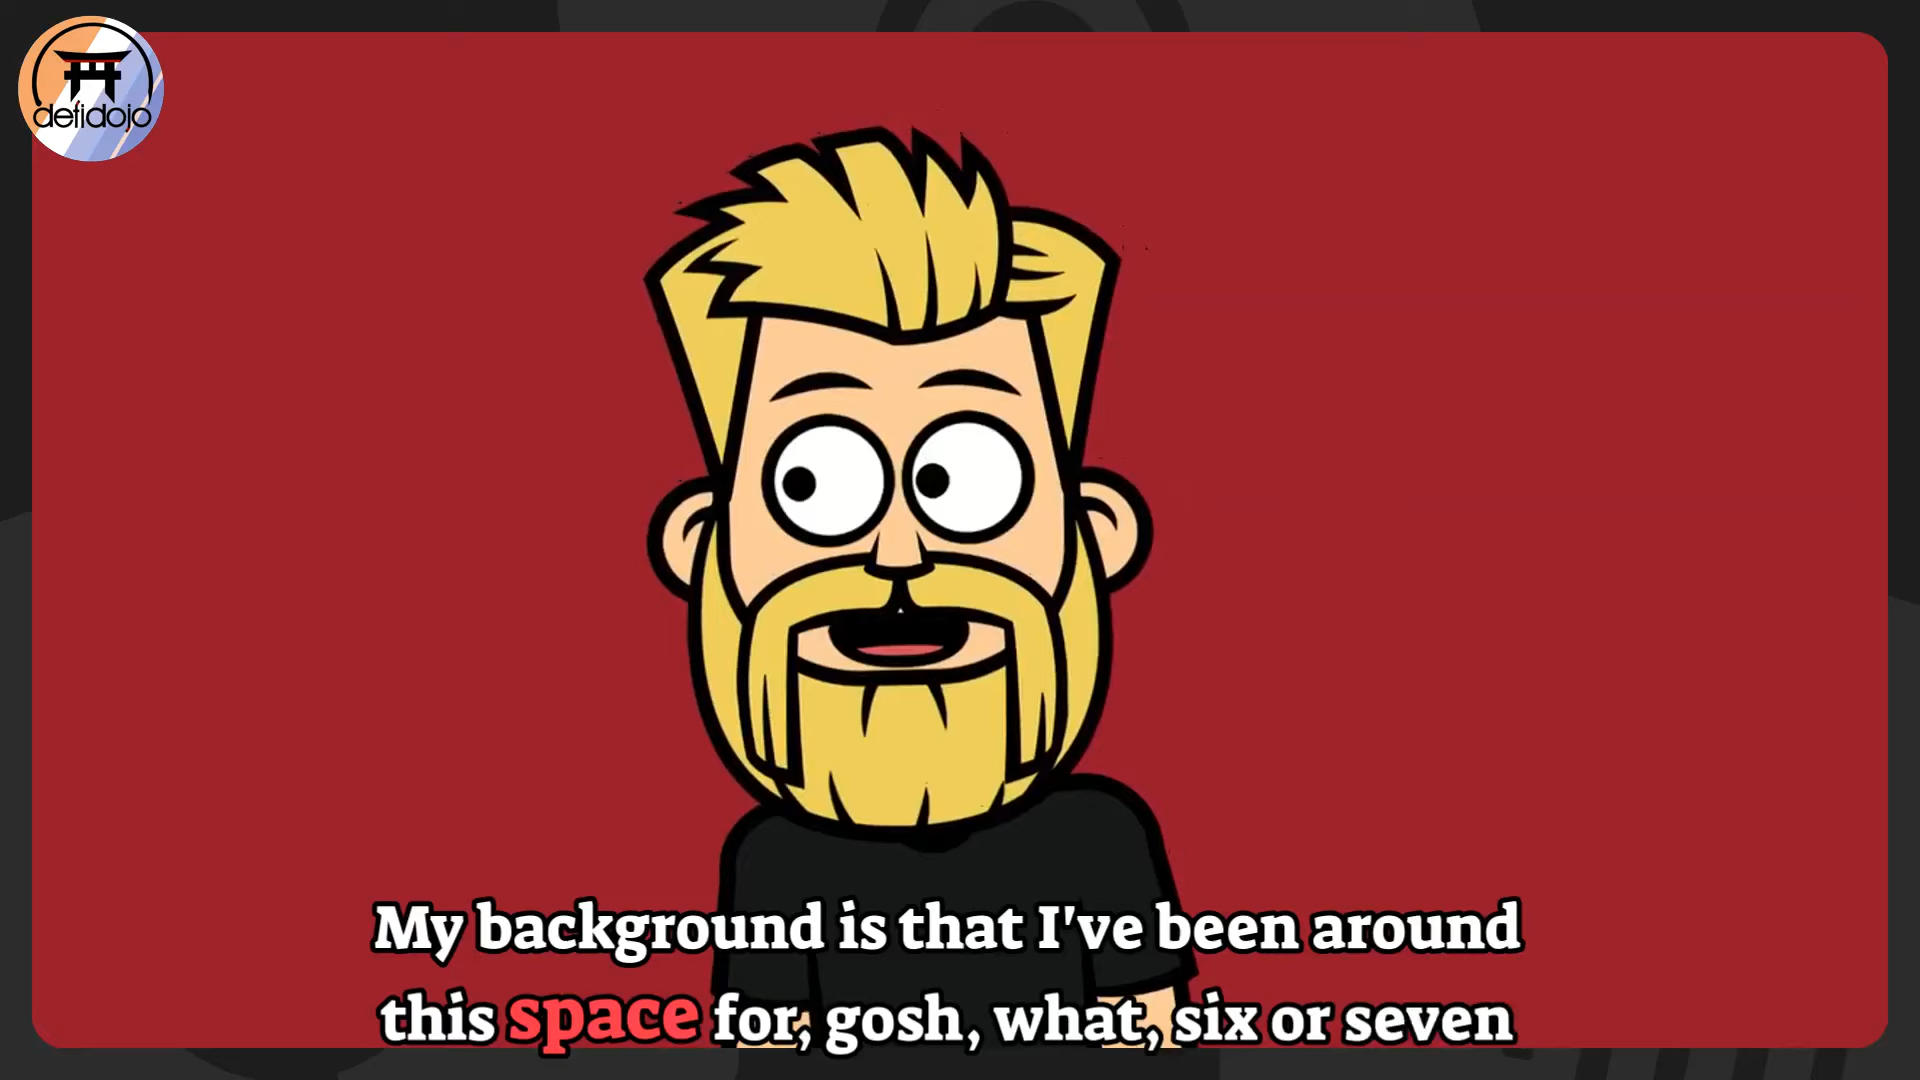 defidojo
My background is that I've been around
this space for, gosh, what, six or seven